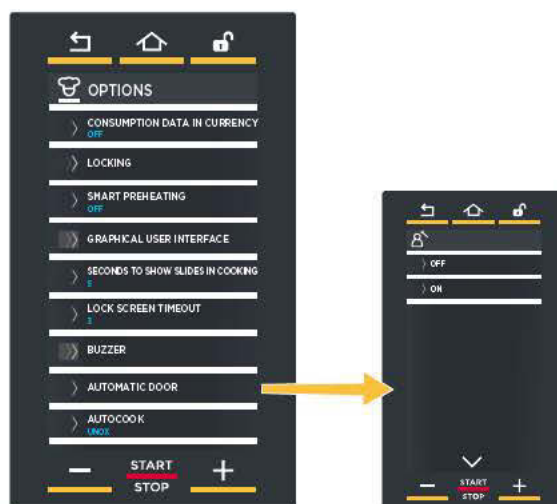 OPTIONS
CONSUMPTION DATA IN CURRENCY
OFF
LOCKING
SMART PREHEATING
OFF
GRAPHICAL USER INTERFACE
SECONDS TO SHOW SLIDES IN COOKING
5
LOCK SCREEN TIMEOUT
3
BUZZER
AUTOMATIC DOOR
AUTOCOOK
UNOX
START
STOP
OFF
ON
START
STOP